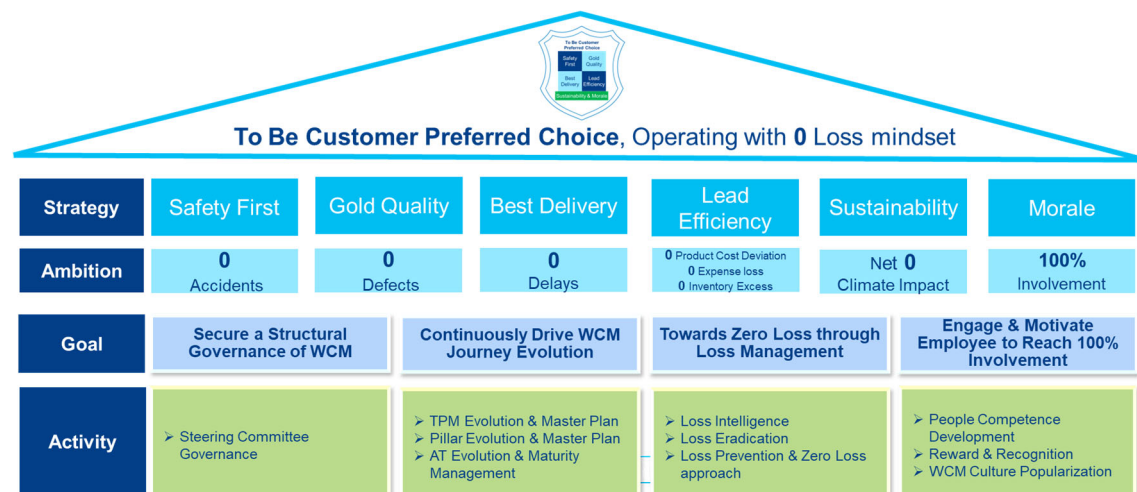 To Be Customer
Preferred Choice
Safety
First
Gold
Quality
Best
Delivery
Lead
Efficiency
Sustainability & Morale
To Be Customer Preferred Choice, Operating with 0 Loss mindset
Strategy
Safety First
Gold Quality
Best Delivery
Lead
Efficiency
Sustainability
Morale
Ambition
0
Accidents
0
Defects
0
Delays
0 Product Cost Deviation
0 Expense loss
0 Inventory Excess
Net 0
Climate Impact
100%
Involvement
Goal
Secure a Structural
Governance of WCM
Continuously Drive WCM
Journey Evolution
Towards Zero Loss through
Loss Management
Engage & Motivate
Employee to Reach 100%
Involvement
Activity
➢ Steering Committee
Governance
➢ TPM Evolution & Master Plan
➢ Pillar Evolution & Master Plan
➢ AT Evolution & Maturity
Management
➢ Loss Intelligence
➢ Loss Eradication
➢ Loss Prevention & Zero Loss
approach
➢ People Competence
Development
➢ Reward & Recognition
➢ WCM Culture Popularization